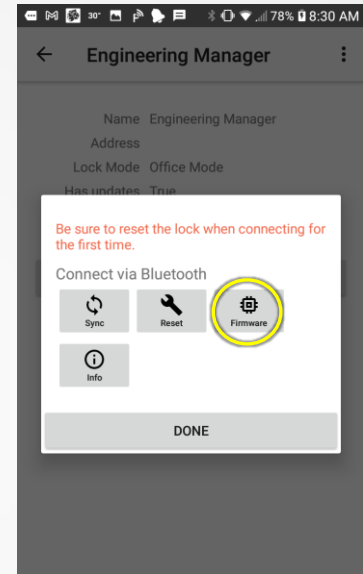 30° 78% 8:30 AM
Engineering Manager
Name Engineering Manager
Address
Lock Mode Office Mode
Has updates True
Be sure to reset the lock when connecting for
the first time.
Connect via Bluetooth
Sync Reset Firmware
Info
DONE